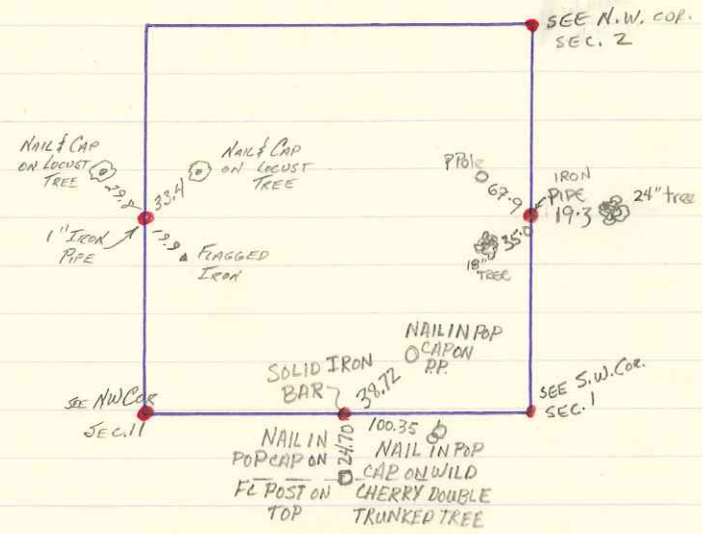 SEE N.W. COR.
SEC. 2
NAIL & CAP
ON LOCUST
TREE
29.8
33.4
NAIL & CAP
ON LOCUST
TREE
1" IRON
PIPE
19.9
FLAGGED
IRON
P Pole
67.9
IRON
PIPE
19.3
24" tree
35.0
18"
TREE
NAIL IN POP
CAP ON
P.P.
38.72
SOLID IRON
BAR
SEE NW COR
SEC. 11
SEE S.W. COR.
SEC. 1
100.35
24.70
NAIL IN
POP CAP ON
FE POST ON
TOP
NAIL IN POP
CAP ON WILD
CHERRY DOUBLE
TRUNKED TREE